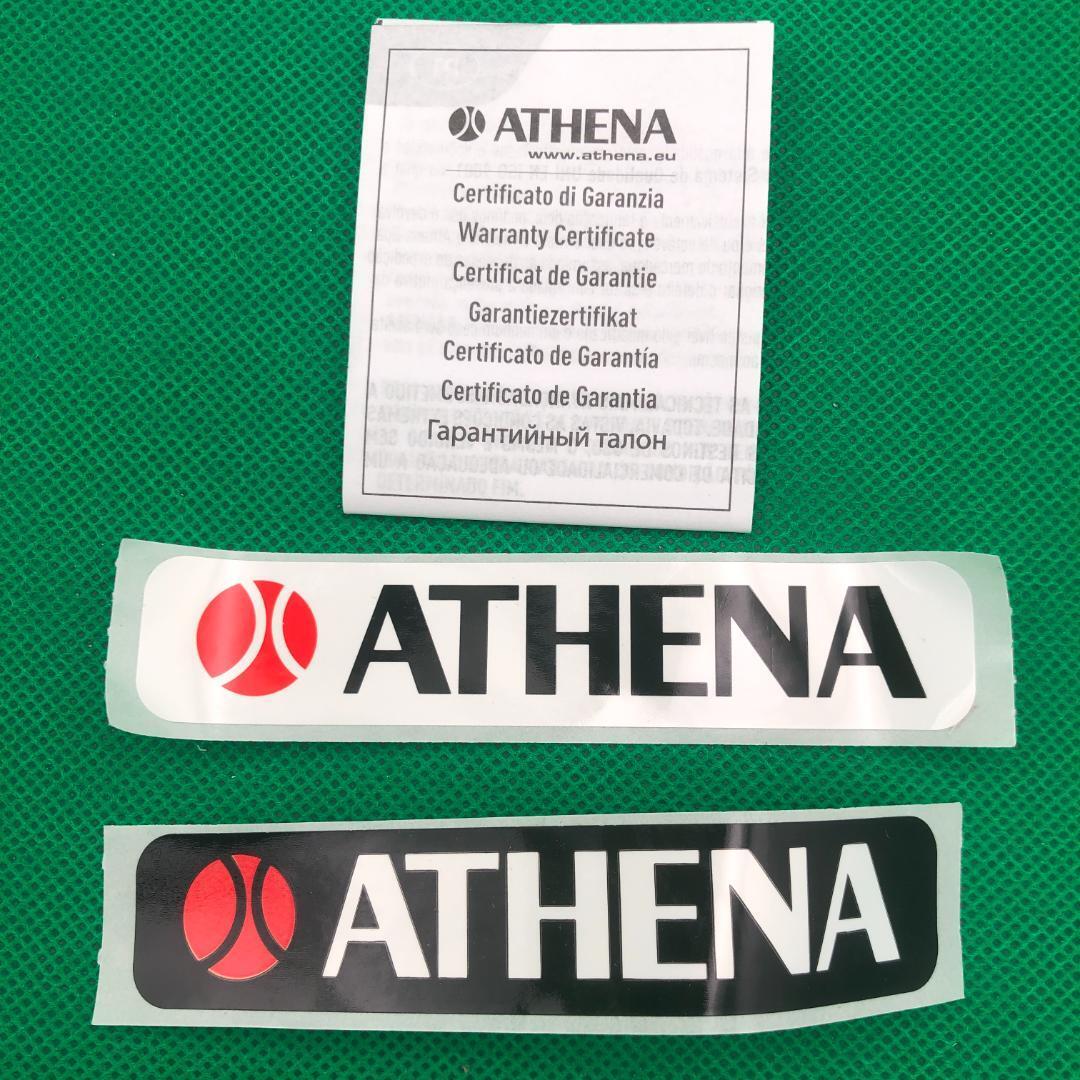 ATHENA
www.athena.eu
Certificato di Garanzia
Warranty Certificate
Certificat de Garantie
Garantiezertifikat
Certificato de Garantía
Certificato de Garantia
Гарантийный талон
ATHENA
ATHENA